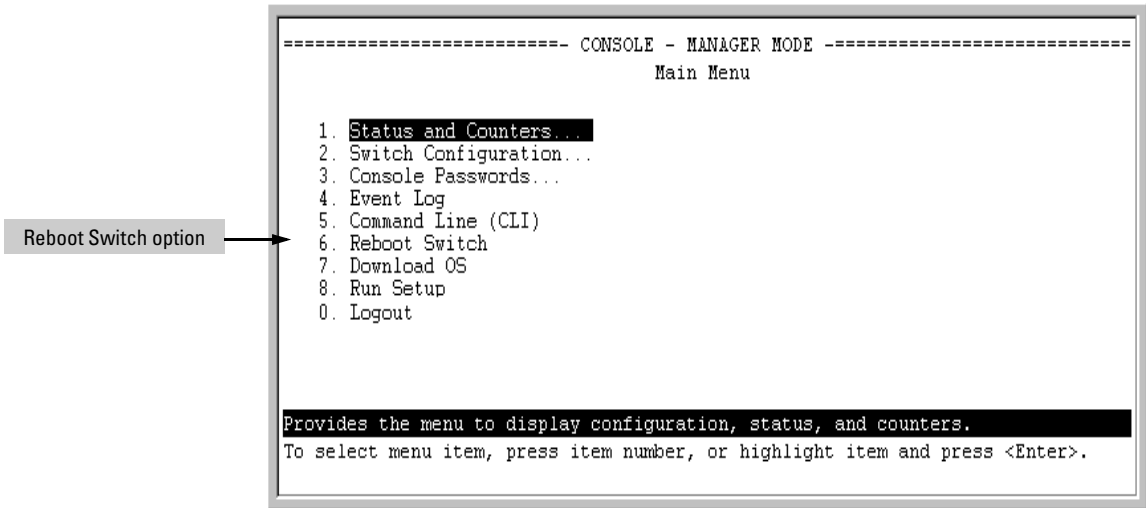 ==========================- CONSOLE - MANAGER MODE -============================
Main Menu
1. Status and Counters...
2. Switch Configuration...
3. Console Passwords...
4. Event Log
5. Command Line (CLI)
Reboot Switch option
6. Reboot Switch
7. Download OS
8. Run Setup
0. Logout
Provides the menu to display configuration, status, and counters.
To select menu item, press item number, or highlight item and press <Enter>.